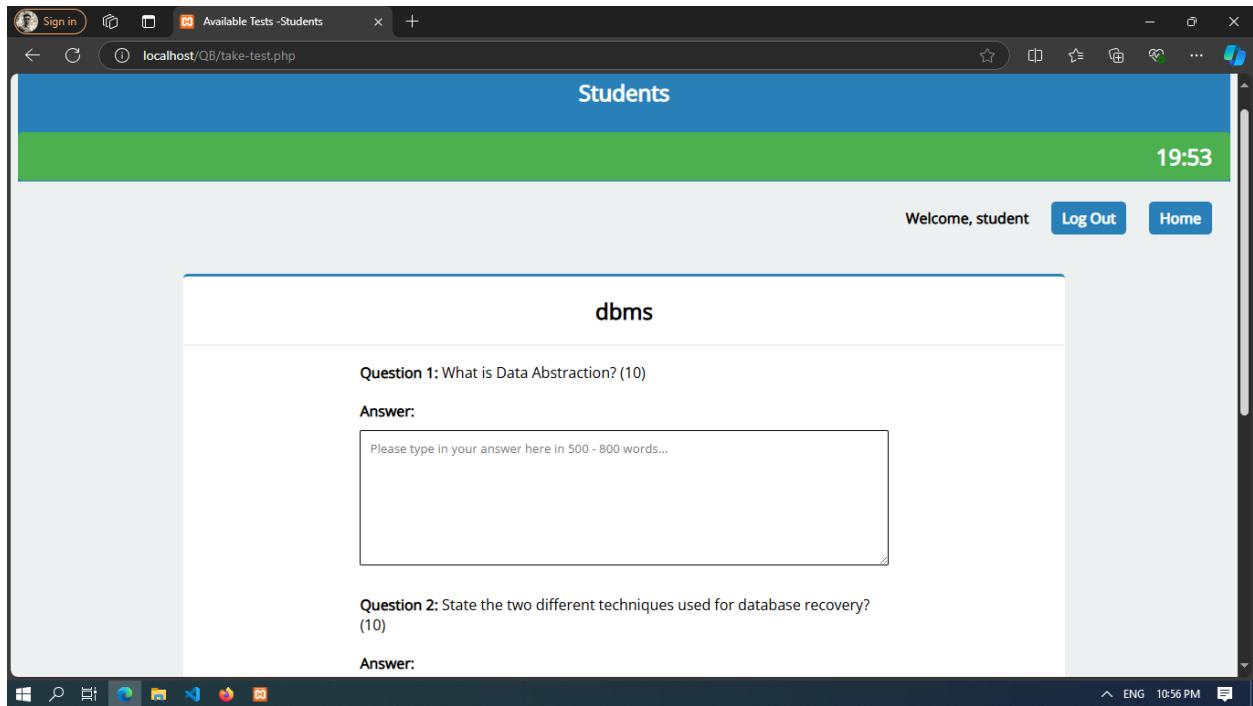 Sign in
Available Tests -Students
localhost/QB/take-test.php
Students
19:53
Welcome, student
Log Out
Home
dbms
Question 1: What is Data Abstraction? (10)
Answer:
Please type in your answer here in 500 - 800 words...
Question 2: State the two different techniques used for database recovery?
(10)
Answer:
ENG
10:56 PM